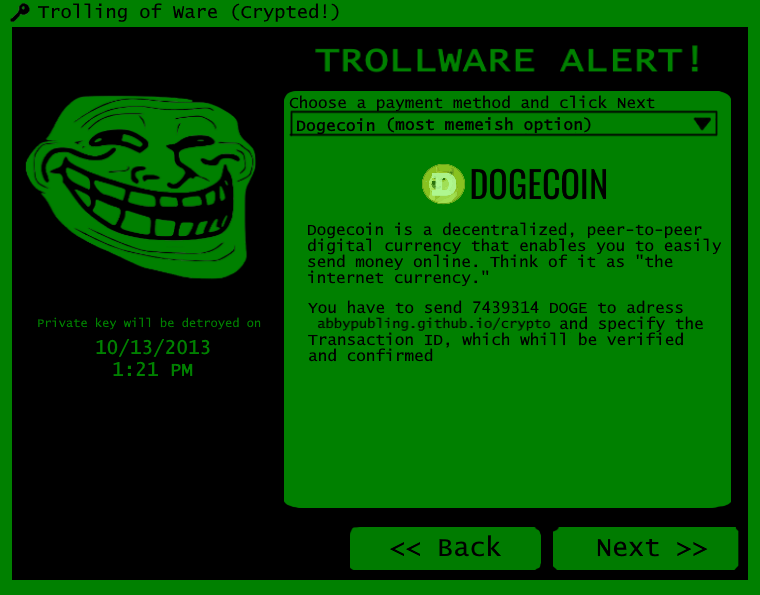 Trolling of Ware (Crypted!)
TROLLWARE ALERT!
Choose a payment method and click Next
Dogecoin (most memeish option)
DOGECOIN
Dogecoin is a decentralized, peer-to-peer
digital currency that enables you to easily
send money online. Think of it as "the
internet currency."
You have to send 7439314 DOGE to adress
abbypubling.github.io/crypto and specify the
Transaction ID, which whill be verified
and confirmed
Private key will be detroyed on
10/13/2013
1:21 PM
<< Back
Next >>